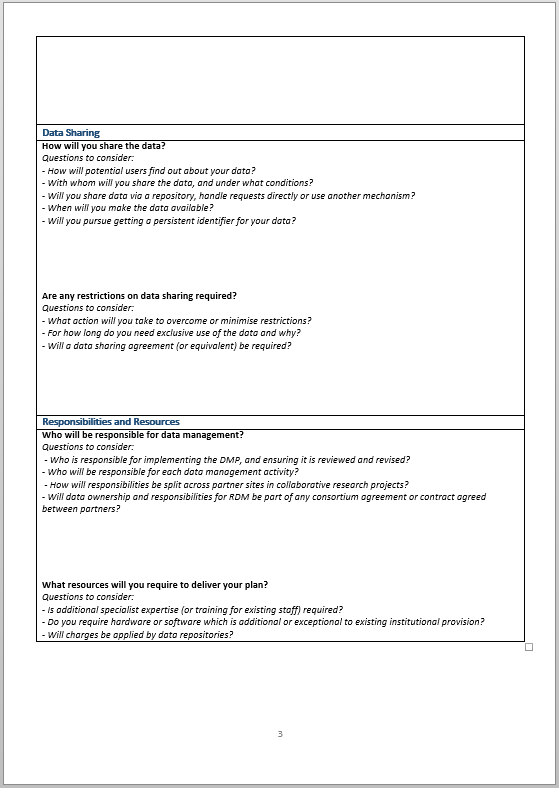 Data Sharing
How will you share the data?
Questions to consider:
- How will potential users find out about your data?
- With whom will you share the data, and under what conditions?
- Will you share data via a repository, handle requests directly or use another mechanism?
- When will you make the data available?
- Will you pursue getting a persistent identifier for your data?
Are any restrictions on data sharing required?
Questions to consider:
- What action will you take to overcome or minimise restrictions?
- For how long do you need exclusive use of the data and why?
- Will a data sharing agreement (or equivalent) be required?
Responsibilities and Resources
Who will be responsible for data management?
Questions to consider:
- Who is responsible for implementing the DMP, and ensuring it is reviewed and revised?
- Who will be responsible for each data management activity?
- How will responsibilities be split across partner sites in collaborative research projects?
- Will data ownership and responsibilities for RDM be part of any consortium agreement or contract agreed
between partners?
What resources will you require to deliver your plan?
Questions to consider:
- Is additional specialist expertise (or training for existing staff) required?
- Do you require hardware or software which is additional or exceptional to existing institutional provision?
- Will charges be applied by data repositories?
3